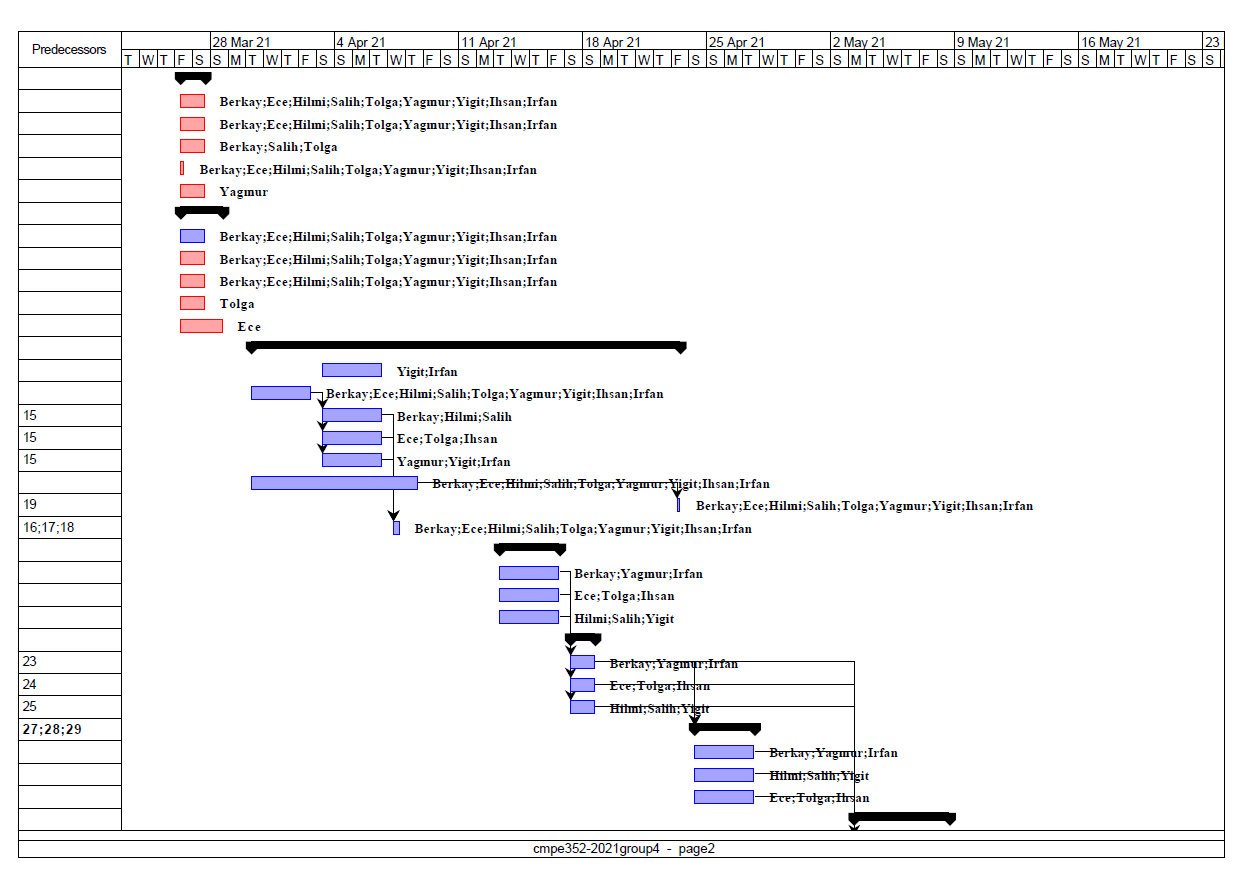 Predecessors
28 Mar 21 4 Apr 21 11 Apr 21 18 Apr 21 25 Apr 21 2 May 21 9 May 21 16 May 21 23
T W T F S S M T W T F S S M T W T F S S M T W T F S S M T W T F S S M T W T F S S M T W T F S S M T W T F S S M T W T F S S
Berkay;Ece;Hilmi;Salih;Tolga;Yagmur;Yigit;Ihsan;Irfan
Berkay;Ece;Hilmi;Salih;Tolga;Yagmur;Yigit;Ihsan;Irfan
Berkay;Salih;Tolga
Berkay;Ece;Hilmi;Salih;Tolga;Yagmur;Yigit;Ihsan;Irfan
Yagmur
Berkay;Ece;Hilmi;Salih;Tolga;Yagmur;Yigit;Ihsan;Irfan
Berkay;Ece;Hilmi;Salih;Tolga;Yagmur;Yigit;Ihsan;Irfan
Berkay;Ece;Hilmi;Salih;Tolga;Yagmur;Yigit;Ihsan;Irfan
Tolga
Ece
Yigit;Irfan
Berkay;Ece;Hilmi;Salih;Tolga;Yagmur;Yigit;Ihsan;Irfan
15 Berkay;Hilmi;Salih
15 Ece;Tolga;Ihsan
15 Yagmur;Yigit;Irfan
Berkay;Ece;Hilmi;Salih;Tolga;Yagmur;Yigit;Ihsan;Irfan
19 Berkay;Ece;Hilmi;Salih;Tolga;Yagmur;Yigit;Ihsan;Irfan
16;17;18 Berkay;Ece;Hilmi;Salih;Tolga;Yagmur;Yigit;Ihsan;Irfan
Berkay;Yagmur;Irfan
Ece;Tolga;Ihsan
Hilmi;Salih;Yigit
23 Berkay;Yagmur;Irfan
24 Ece;Tolga;Ihsan
25 Hilmi;Salih;Yigit
27;28;29
Berkay;Yagmur;Irfan
Hilmi;Salih;Yigit
Ece;Tolga;Ihsan
cmpe352-2021group4 - page2